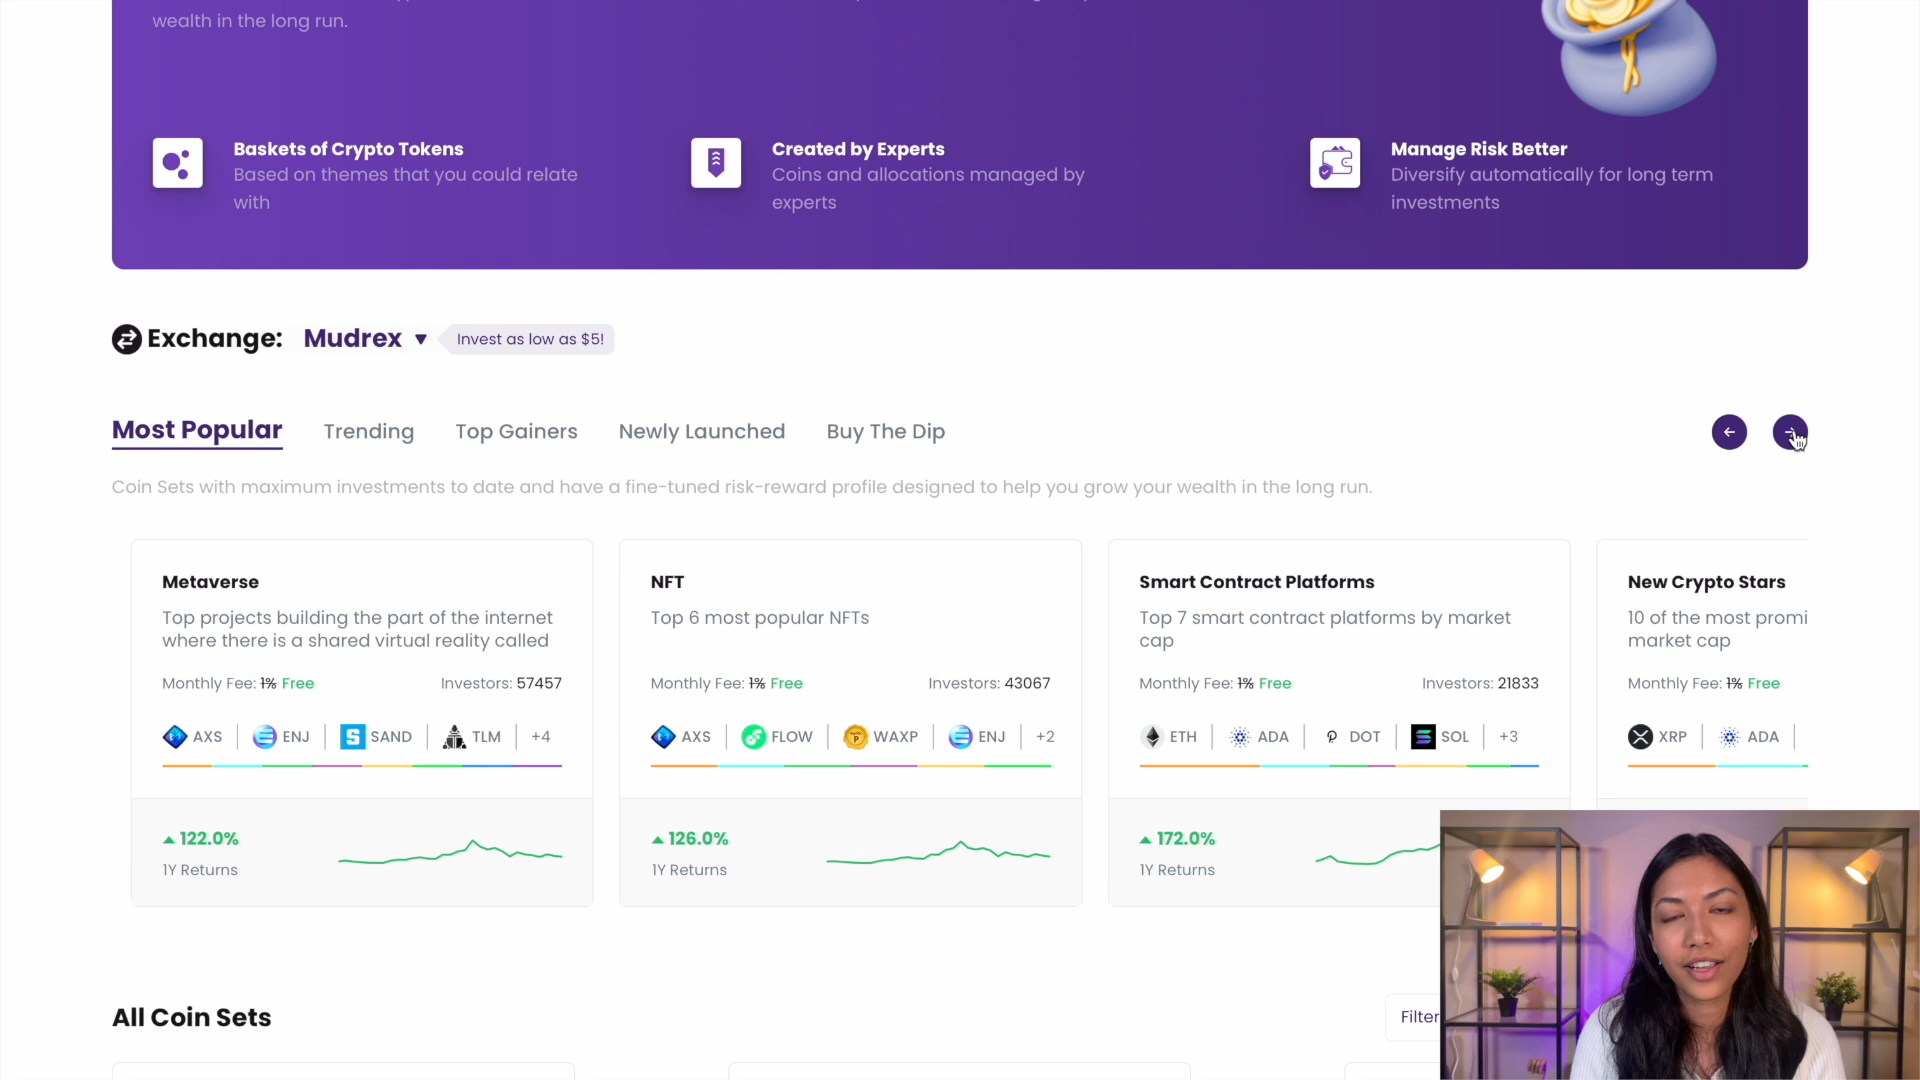 wealth in the long run.
Baskets of Crypto Tokens
Based on themes that you could relate
with
Created by Experts
Coins and allocations managed by
experts
Manage Risk Better
Diversify automatically for long term
investments
Exchange: Mudrex ▼ Invest as low as $5!
Most Popular Trending Top Gainers Newly Launched Buy The Dip
Coin Sets with maximum investments to date and have a fine-tuned risk-reward profile designed to help you grow your wealth in the long run.
Metaverse
Top projects building the part of the internet
where there is a shared virtual reality called
Monthly Fee: 1% Free Investors: 57457
AXS ENJ SAND TLM +4
122.0%
1Y Returns
NFT
Top 6 most popular NFTs
Monthly Fee: 1% Free Investors: 43067
AXS FLOW WAXP ENJ +2
126.0%
1Y Returns
Smart Contract Platforms
Top 7 smart contract platforms by market
cap
Monthly Fee: 1% Free Investors: 21833
ETH ADA DOT SOL +3
172.0%
1Y Returns
New Crypto Stars
10 of the most promi
market cap
Monthly Fee: 1% Free
XRP ADA
All Coin Sets
Filter